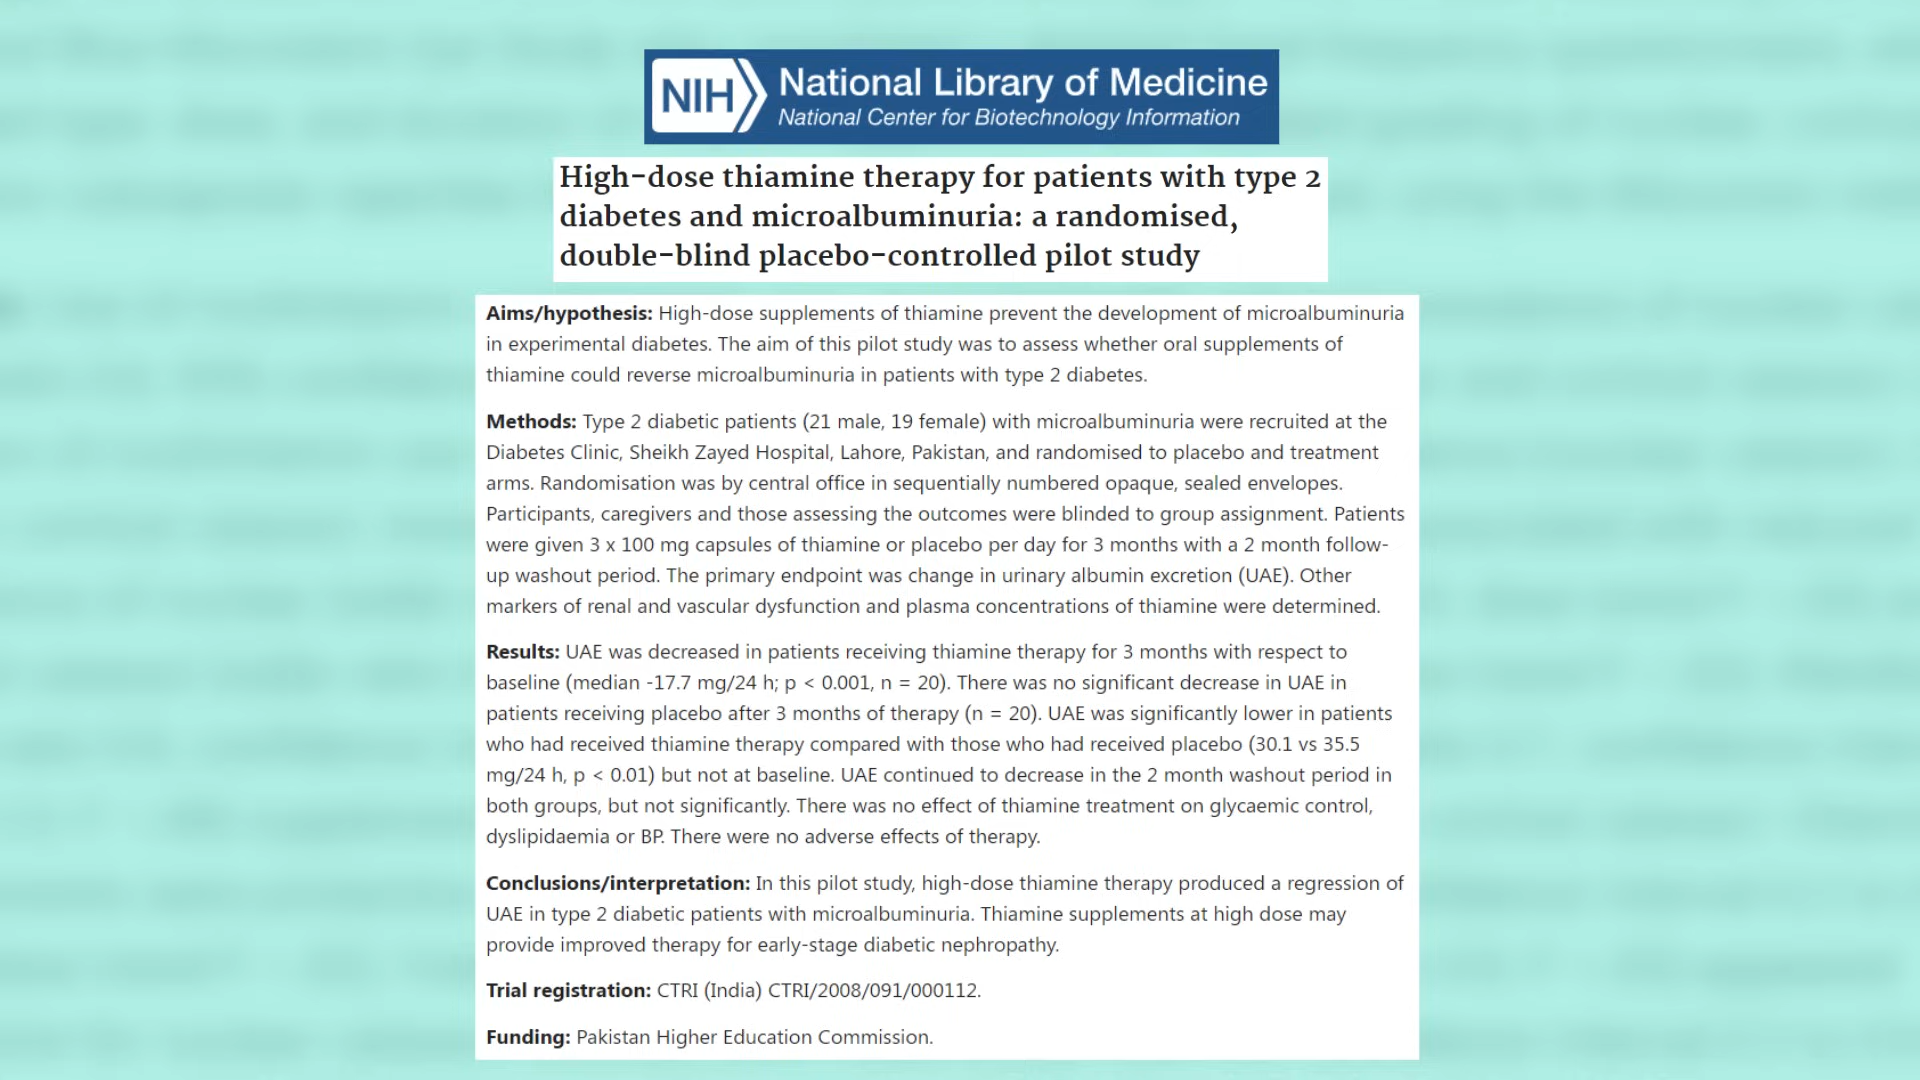 NIH National Library of Medicine
National Center for Biotechnology Information
High-dose thiamine therapy for patients with type 2
diabetes and microalbuminuria: a randomised,
double-blind placebo-controlled pilot study
Aims/hypothesis: High-dose supplements of thiamine prevent the development of microalbuminuria
in experimental diabetes. The aim of this pilot study was to assess whether oral supplements of
thiamine could reverse microalbuminuria in patients with type 2 diabetes.
Methods: Type 2 diabetic patients (21 male, 19 female) with microalbuminuria were recruited at the
Diabetes Clinic, Sheikh Zayed Hospital, Lahore, Pakistan, and randomised to placebo and treatment
arms. Randomisation was by central office in sequentially numbered opaque, sealed envelopes.
Participants, caregivers and those assessing the outcomes were blinded to group assignment. Patients
were given 3 x 100 mg capsules of thiamine or placebo per day for 3 months with a 2 month follow-
up washout period. The primary endpoint was change in urinary albumin excretion (UAE). Other
markers of renal and vascular dysfunction and plasma concentrations of thiamine were determined.
Results: UAE was decreased in patients receiving thiamine therapy for 3 months with respect to
baseline (median -17.7 mg/24 h; p < 0.001, n = 20). There was no significant decrease in UAE in
patients receiving placebo after 3 months of therapy (n = 20). UAE was significantly lower in patients
who had received thiamine therapy compared with those who had received placebo (30.1 vs 35.5
mg/24 h, p < 0.01) but not at baseline. UAE continued to decrease in the 2 month washout period in
both groups, but not significantly. There was no effect of thiamine treatment on glycaemic control,
dyslipidaemia or BP. There were no adverse effects of therapy.
Conclusions/interpretation: In this pilot study, high-dose thiamine therapy produced a regression of
UAE in type 2 diabetic patients with microalbuminuria. Thiamine supplements at high dose may
provide improved therapy for early-stage diabetic nephropathy.
Trial registration: CTRI (India) CTRI/2008/091/000112.
Funding: Pakistan Higher Education Commission.